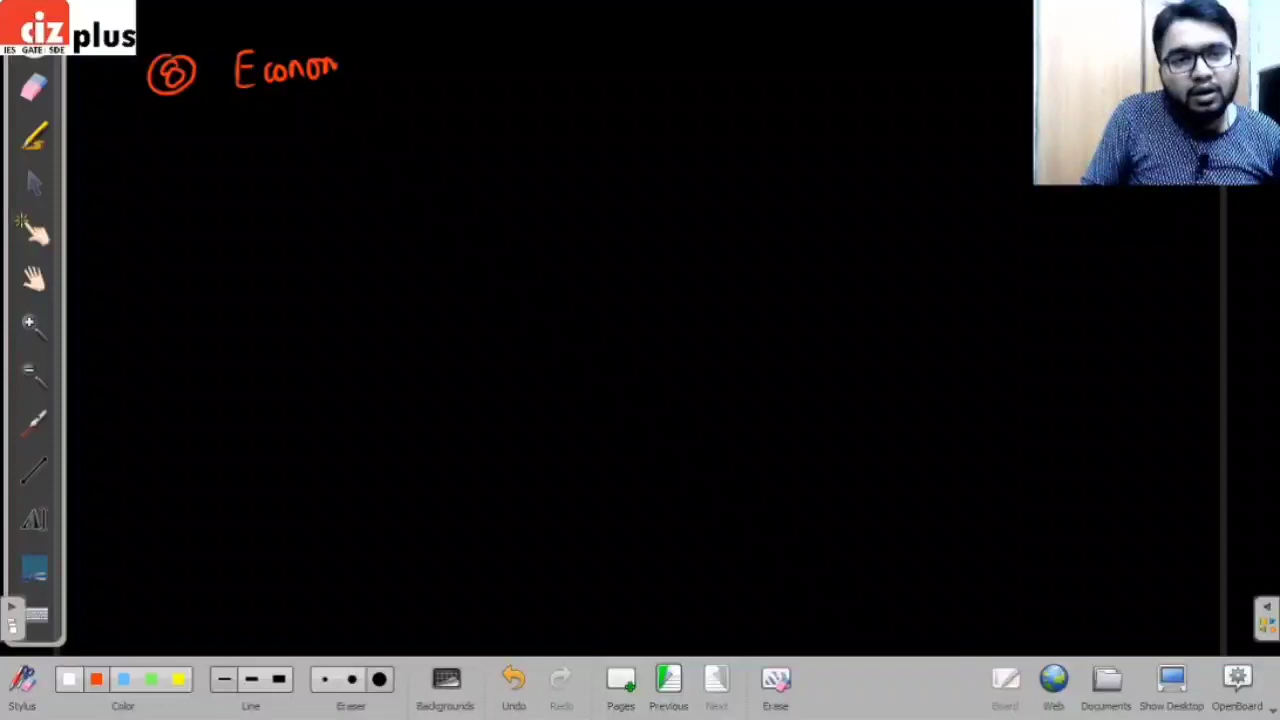 ciz plus
IES GATE SDE
8 Econom
Stylus
Color
Line
Eraser
Backgrounds
Undo
Redo
Pages
Previous
Next
Erase
Board
Web
Documents
Show Desktop
OpenBoard